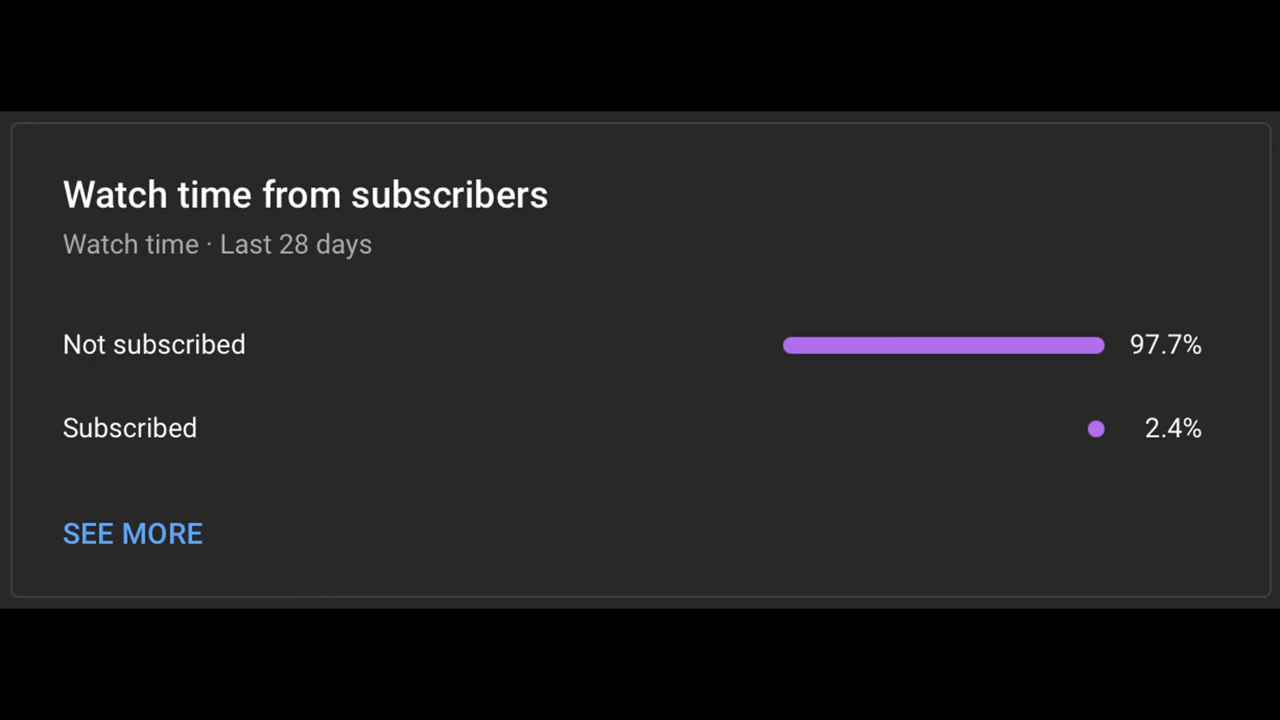 Watch time from subscribers
Watch time · Last 28 days
Not subscribed 97.7%
Subscribed 2.4%
SEE MORE